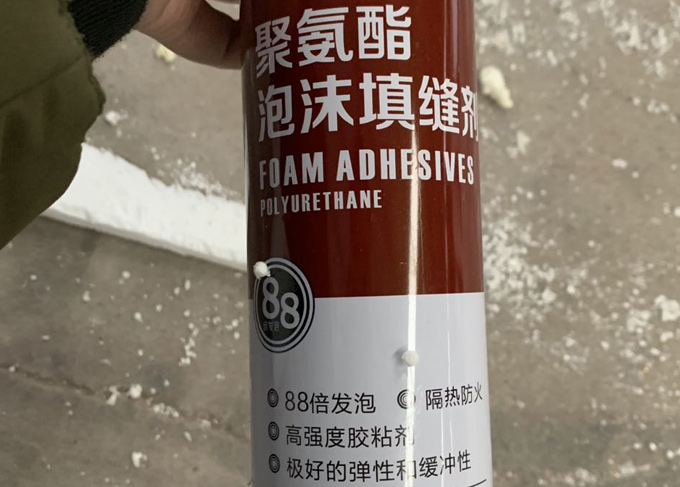 聚氨酯
泡沫填缝剂
FOAM ADHESIVES
POLYURETHANE
88
88倍发泡 隔热防火
高强度胶粘剂
极好的弹性和缓冲性